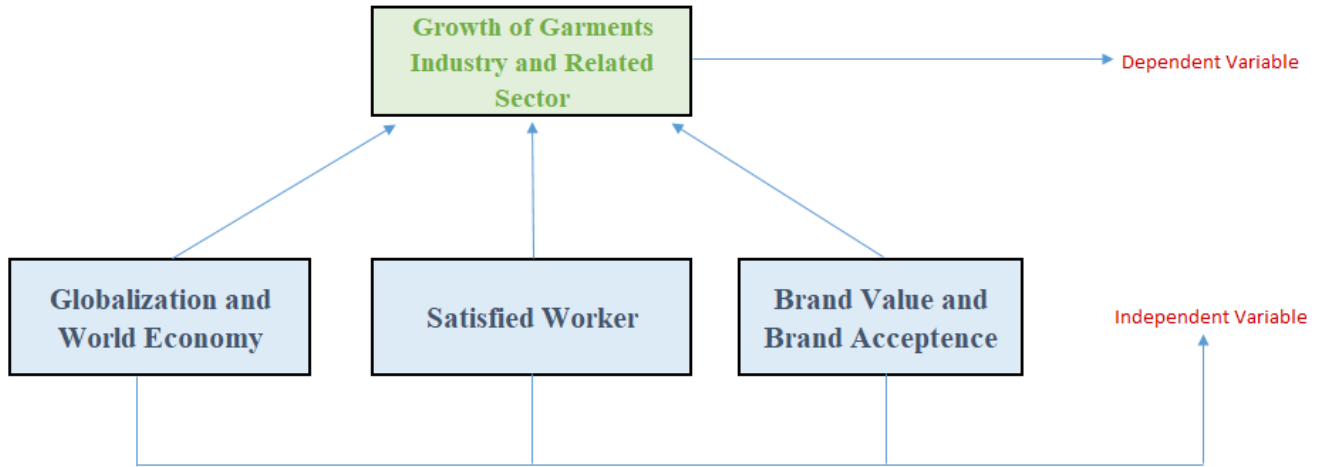 Growth of Garments
Industry and Related
Sector
Dependent Variable
Globalization and
World Economy
Satisfied Worker
Brand Value and
Brand Acceptence
Independent Variable